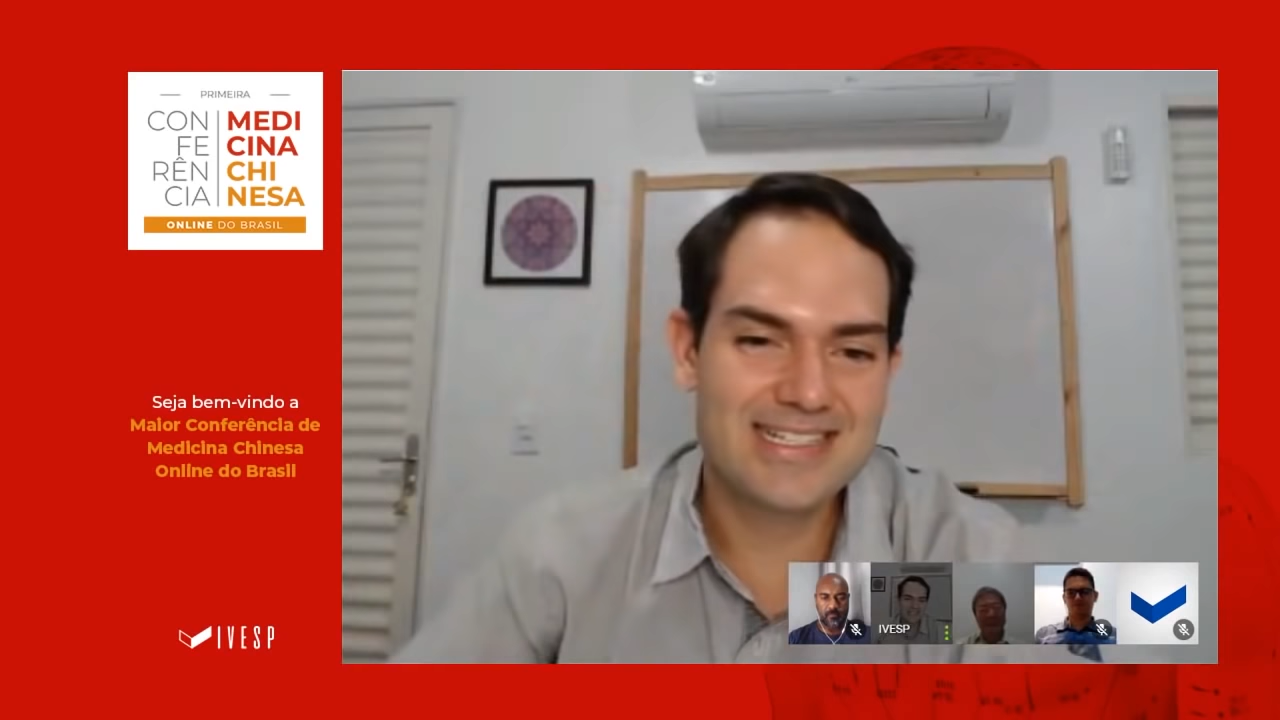 PRIMEIRA
CON
FE
RÊN
CIA
MEDI
CINA
CHI
NESA
ONLINE DO BRASIL
Seja bem-vindo a
Maior Conferência de
Medicina Chinesa
Online do Brasil
IVESP
IVESP